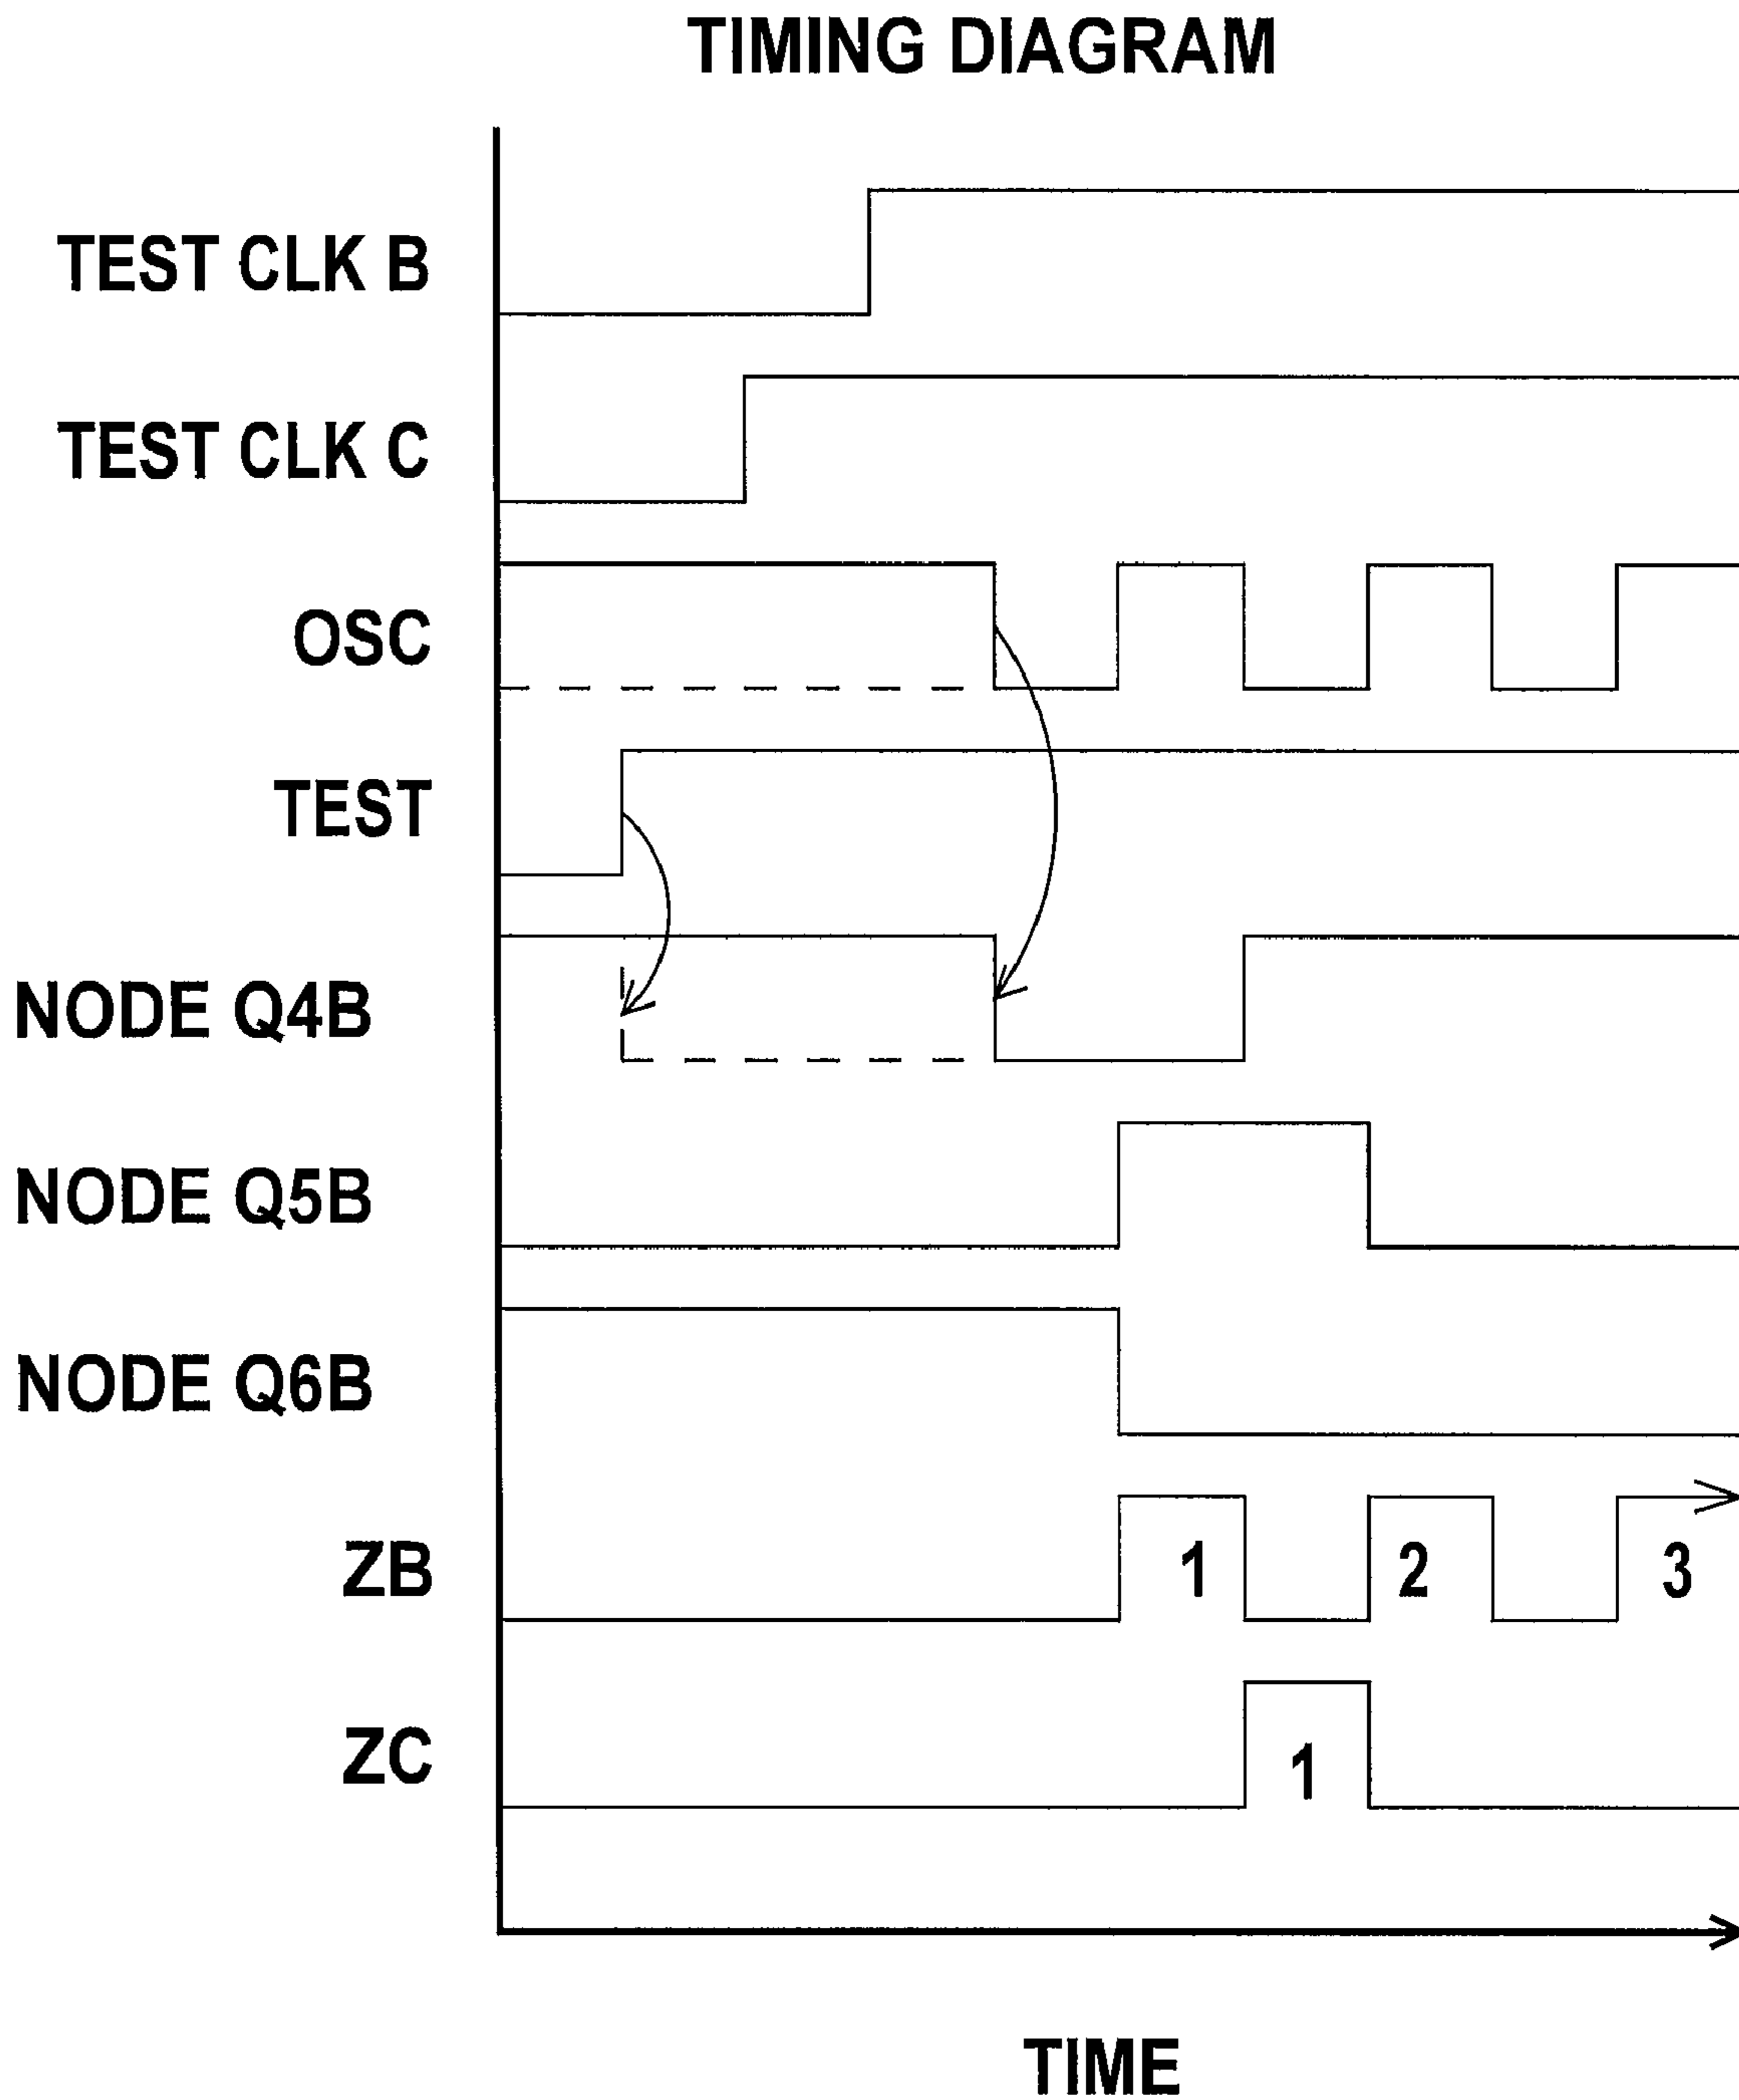 TIMING DIAGRAM
TEST CLK B
TEST CLK C
OSC
TEST
NODE Q4B
NODE Q5B
NODE Q6B
ZB 1 2 3
ZC 1
TIME